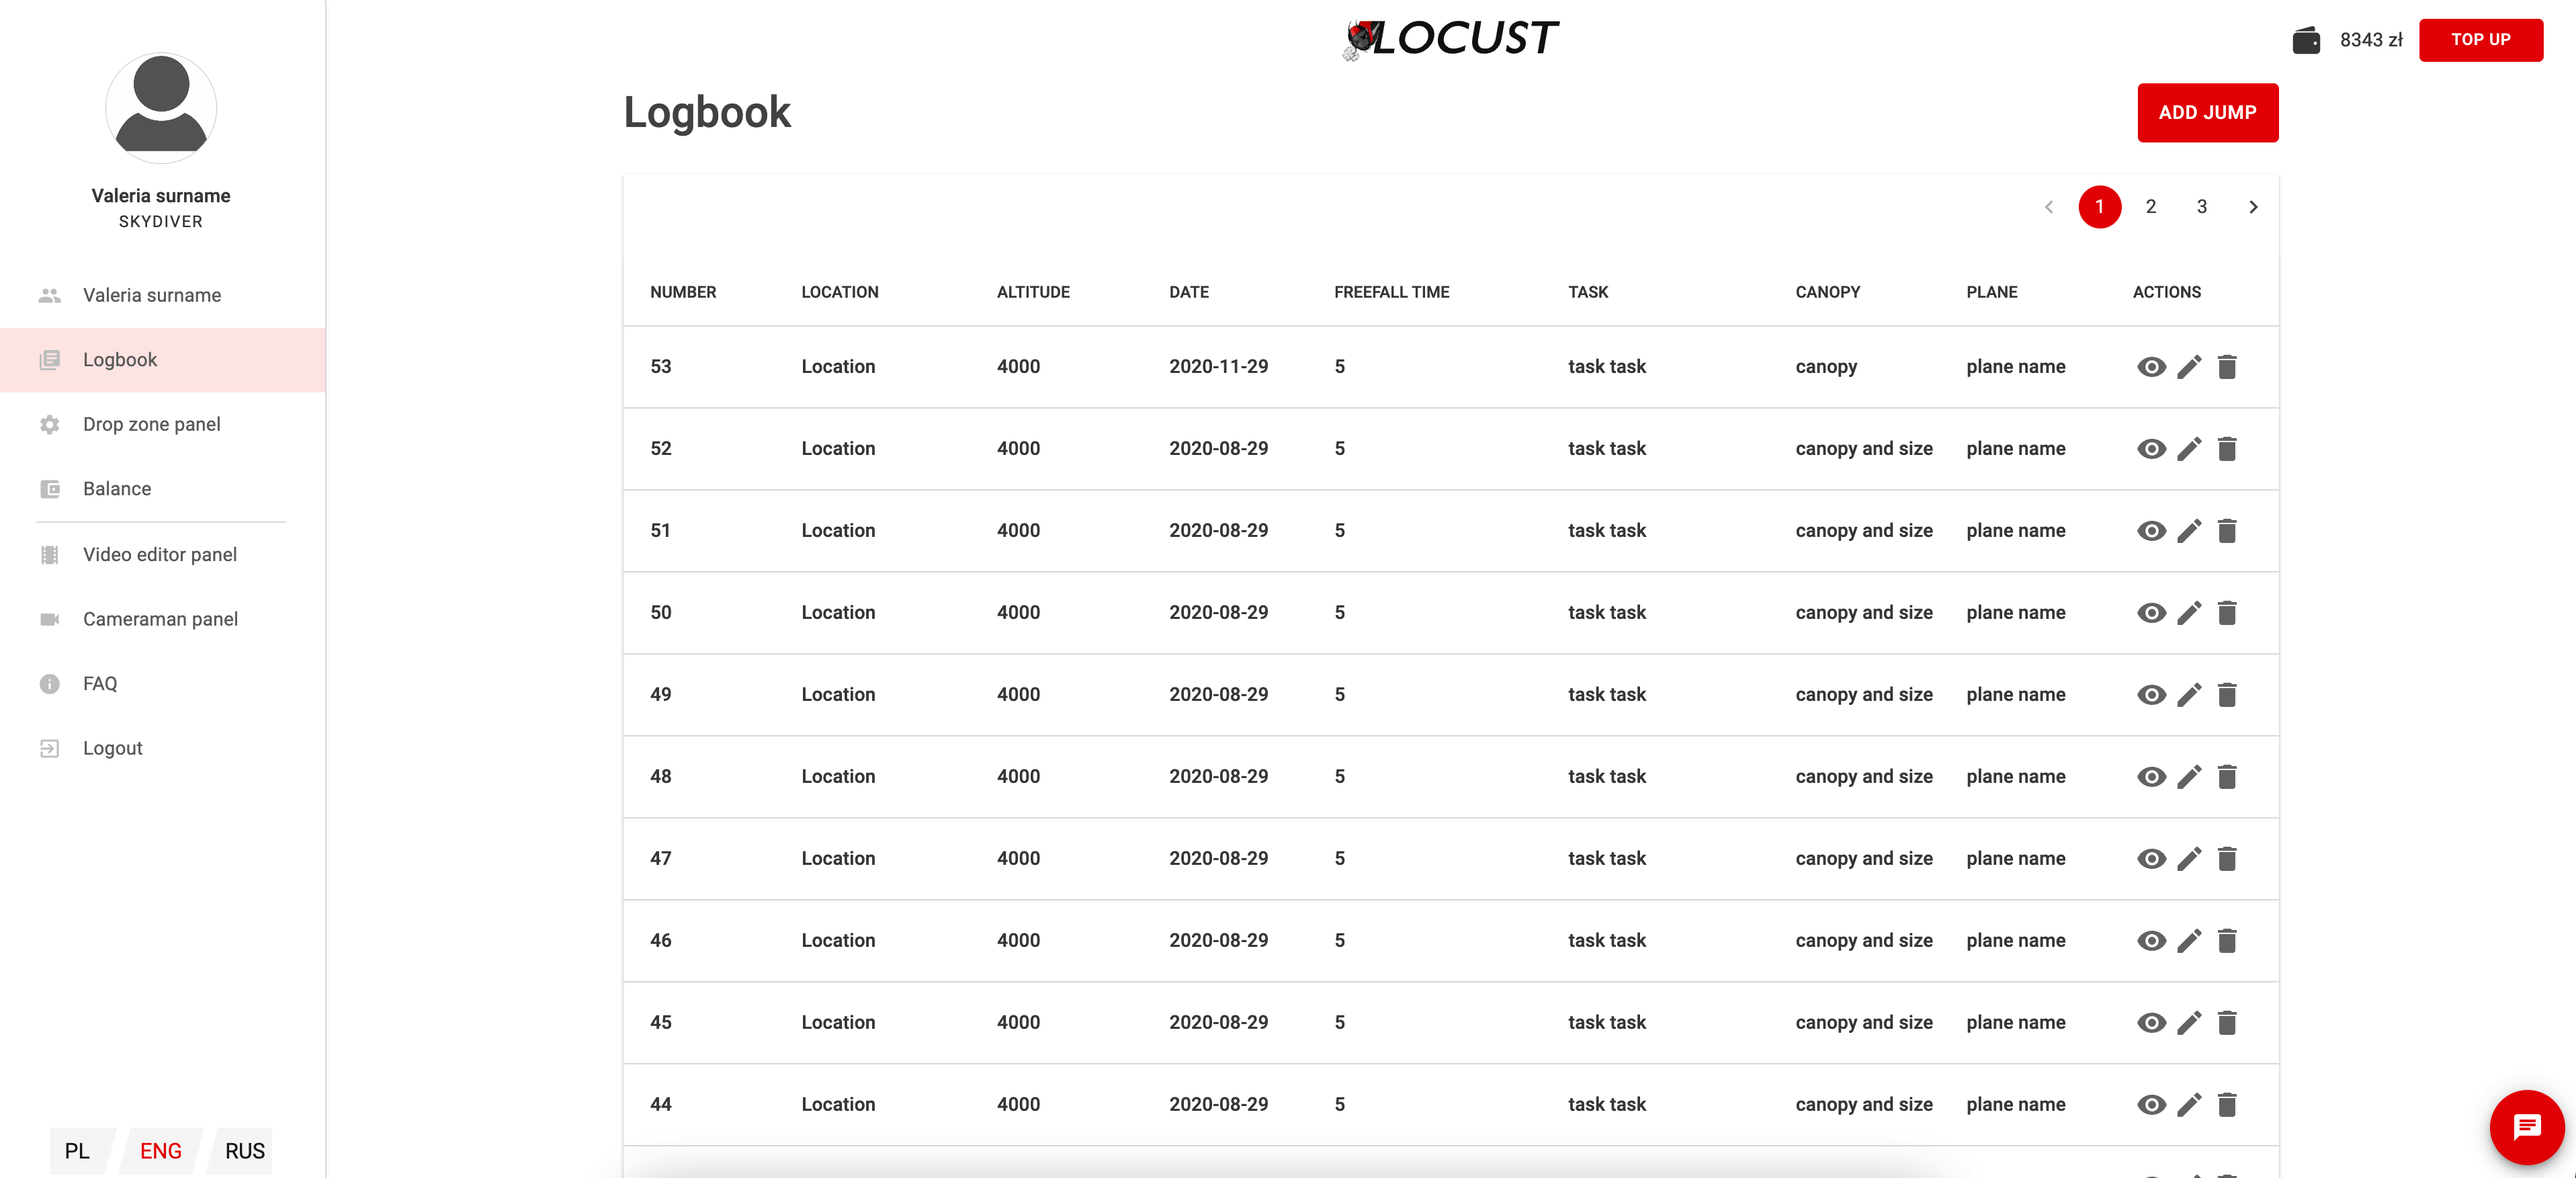 LOCUST
8343 zł
TOP UP
Valeria surname
SKYDIVER
Valeria surname
Logbook
Drop zone panel
Balance
Video editor panel
Cameraman panel
FAQ
Logout
PL ENG RUS
Logbook
ADD JUMP
1 2 3
NUMBER LOCATION ALTITUDE DATE FREEFALL TIME TASK CANOPY PLANE ACTIONS
53 Location 4000 2020-11-29 5 task task canopy plane name
52 Location 4000 2020-08-29 5 task task canopy and size plane name
51 Location 4000 2020-08-29 5 task task canopy and size plane name
50 Location 4000 2020-08-29 5 task task canopy and size plane name
49 Location 4000 2020-08-29 5 task task canopy and size plane name
48 Location 4000 2020-08-29 5 task task canopy and size plane name
47 Location 4000 2020-08-29 5 task task canopy and size plane name
46 Location 4000 2020-08-29 5 task task canopy and size plane name
45 Location 4000 2020-08-29 5 task task canopy and size plane name
44 Location 4000 2020-08-29 5 task task canopy and size plane name